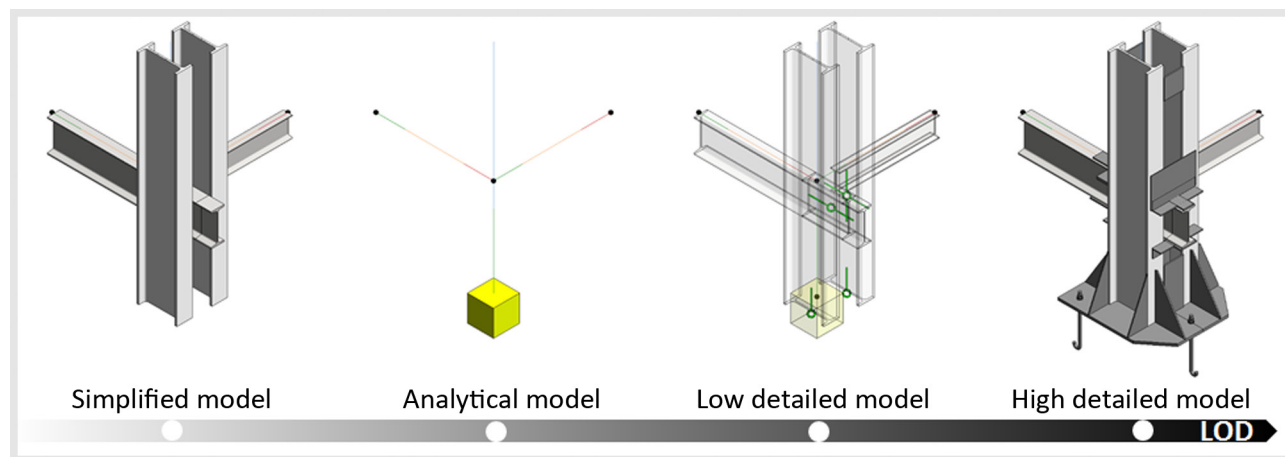 Simplified model
Analytical model
Low detailed model
High detailed model
LOD